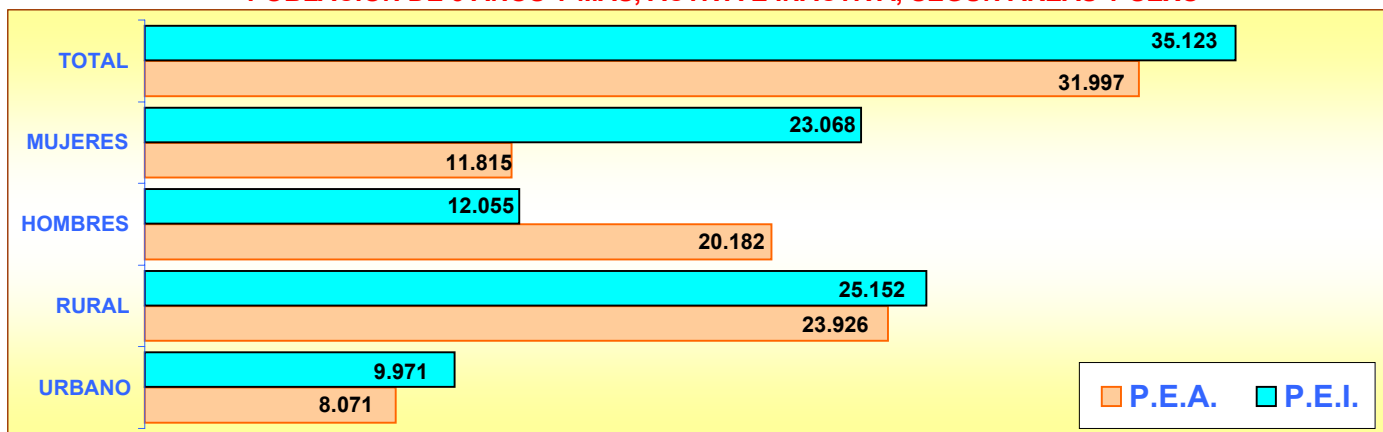 TOTAL
35.123
31.997
MUJERES
23.068
11.815
HOMBRES
12.055
20.182
RURAL
25.152
23.926
URBANO
9.971
8.071
P.E.A. P.E.I.